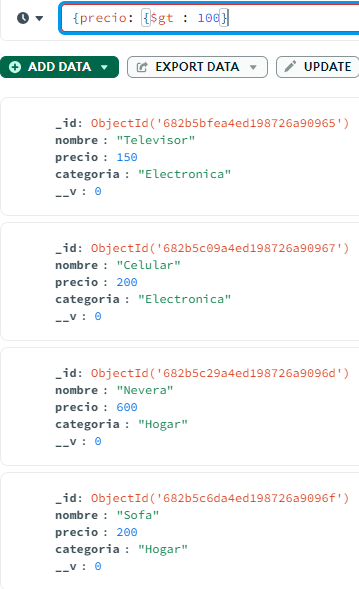 {precio: {$gt : 100}
ADD DATA EXPORT DATA UPDATE
_id: ObjectId('682b5bfea4ed198726a90965')
nombre : "Televisor"
precio : 150
categoria : "Electronica"
__v : 0
_id: ObjectId('682b5c09a4ed198726a90967')
nombre : "Celular"
precio : 200
categoria : "Electronica"
__v : 0
_id: ObjectId('682b5c29a4ed198726a9096d')
nombre : "Nevera"
precio : 600
categoria : "Hogar"
__v : 0
_id: ObjectId('682b5c6da4ed198726a9096f')
nombre : "Sofa"
precio : 200
categoria : "Hogar"
__v : 0